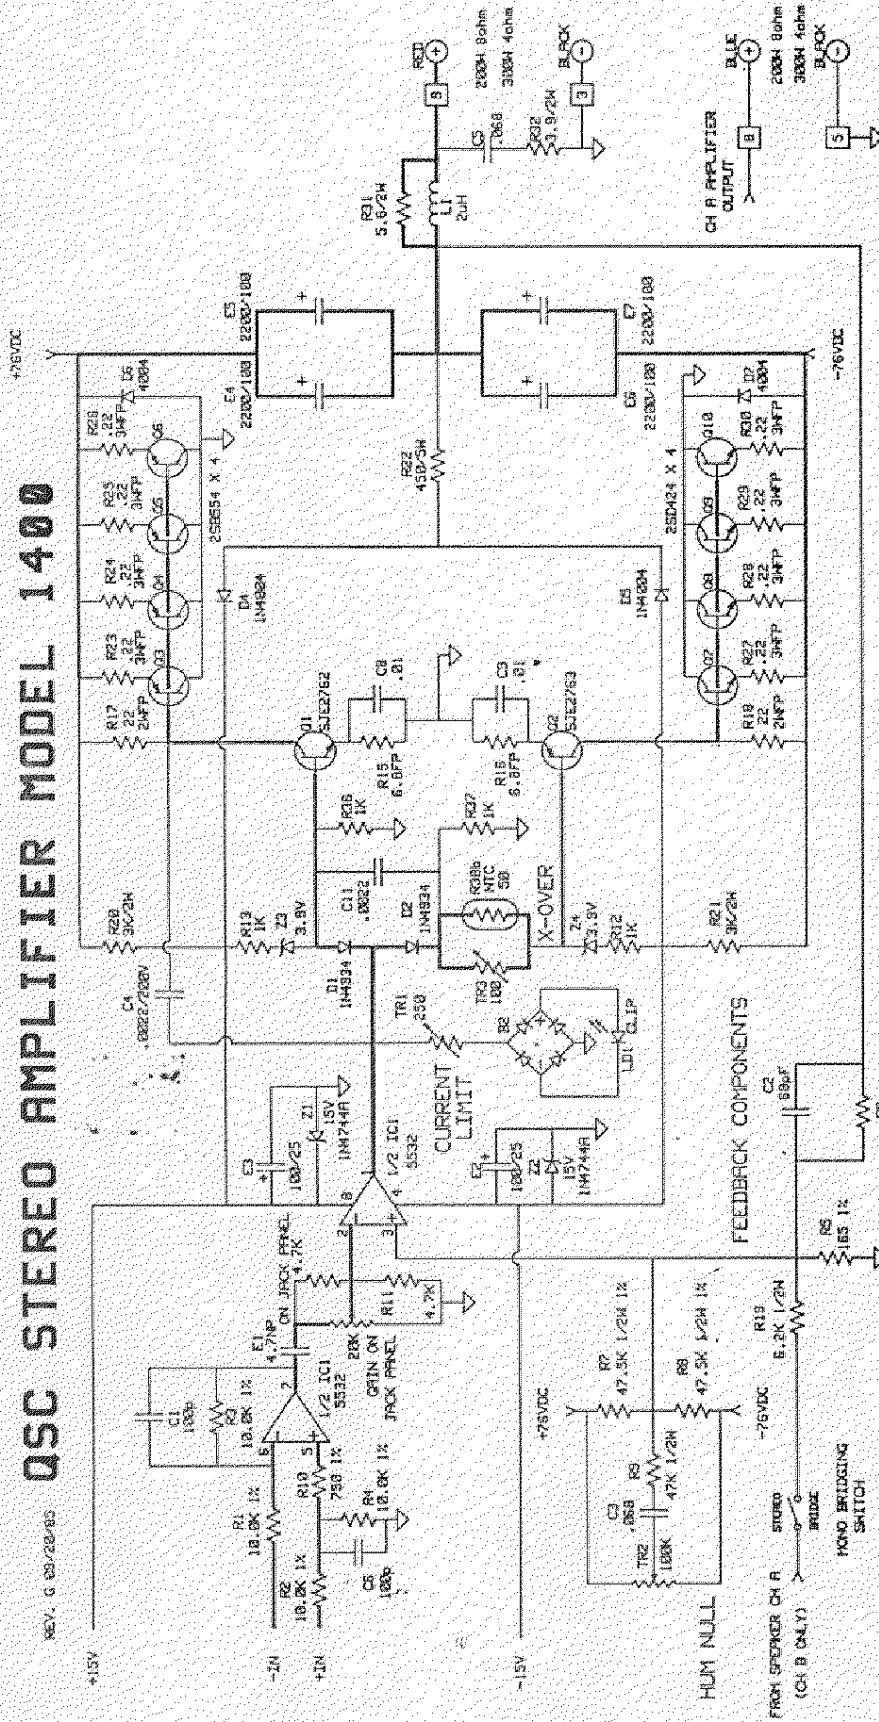 QSC STEREO AMPLIFIER MODEL 1400
REV. G 09/20/85
+15V
-IN
+IN
R1
10.0K 1%
R2
10.0K 1%
C6
100p
R4
10.0K 1%
R10
750 1%
C1
100p
R3
10.0K 1%
6
5
7
1/2 IC1
5532
E1
4.7NP
ON JACK PANEL
4.7K
20K
GAIN ON
JACK PANEL
R11
4.7K
-15V
2
3
8
4
1
1/2 IC1
5532
E3
100/25
Z1
15V
1N4744A
E2
100/25
Z2
15V
1N4744A
CURRENT
LIMIT
TR1
250
B2
LD1
CLIP
C4
.0022/200V
R20
3K/2W
R13
1K
Z3
3.9V
D1
1N4934
D2
1N4934
C11
.0022
R36
1K
R37
1K
TR3
100
R38b
NTC
50
X-OVER
Z4
3.9V
R12
1K
R21
3K/2W
Q1
SJE2762
R15
6.8FP
C8
.01
R16
6.8FP
C9
.01
Q2
SJE2763
R17
22
2WFP
R23
.22
3WFP
R24
.22
3WFP
R25
.22
3WFP
R26
.22
3WFP
Q3
Q4
Q5
Q6
2SB554 X 4
D6
4004
+76VDC
D4
1N4004
D5
1N4004
R22
450/5W
E4
2200/100
E5
2200/100
E6
2200/100
E7
2200/100
R18
22
2WFP
R27
.22
3WFP
R28
.22
3WFP
R29
.22
3WFP
R30
.22
3WFP
Q7
Q8
Q9
Q10
2SD424 X 4
D7
4004
-76VDC
R31
5.6/2W
L1
2uH
C5
.068
R32
3.9/2W
9
RED
200W 8ohm
300W 4ohm
3
BLACK
CH A AMPLIFIER
OUTPUT
8
BLUE
200W 8ohm
300W 4ohm
5
BLACK
HUM NULL
TR2
100K
C3
.068
R9
47K 1/2W
+76VDC
R7
47.5K 1/2W 1%
R8
47.5K 1/2W 1%
-76VDC
FEEDBACK COMPONENTS
C2
68pF
R5
165 1%
R19
6.2K 1/2W
FROM SPEAKER CH A
(CH B ONLY)
STEREO
BRIDGE
MONO BRIDGING
SWITCH